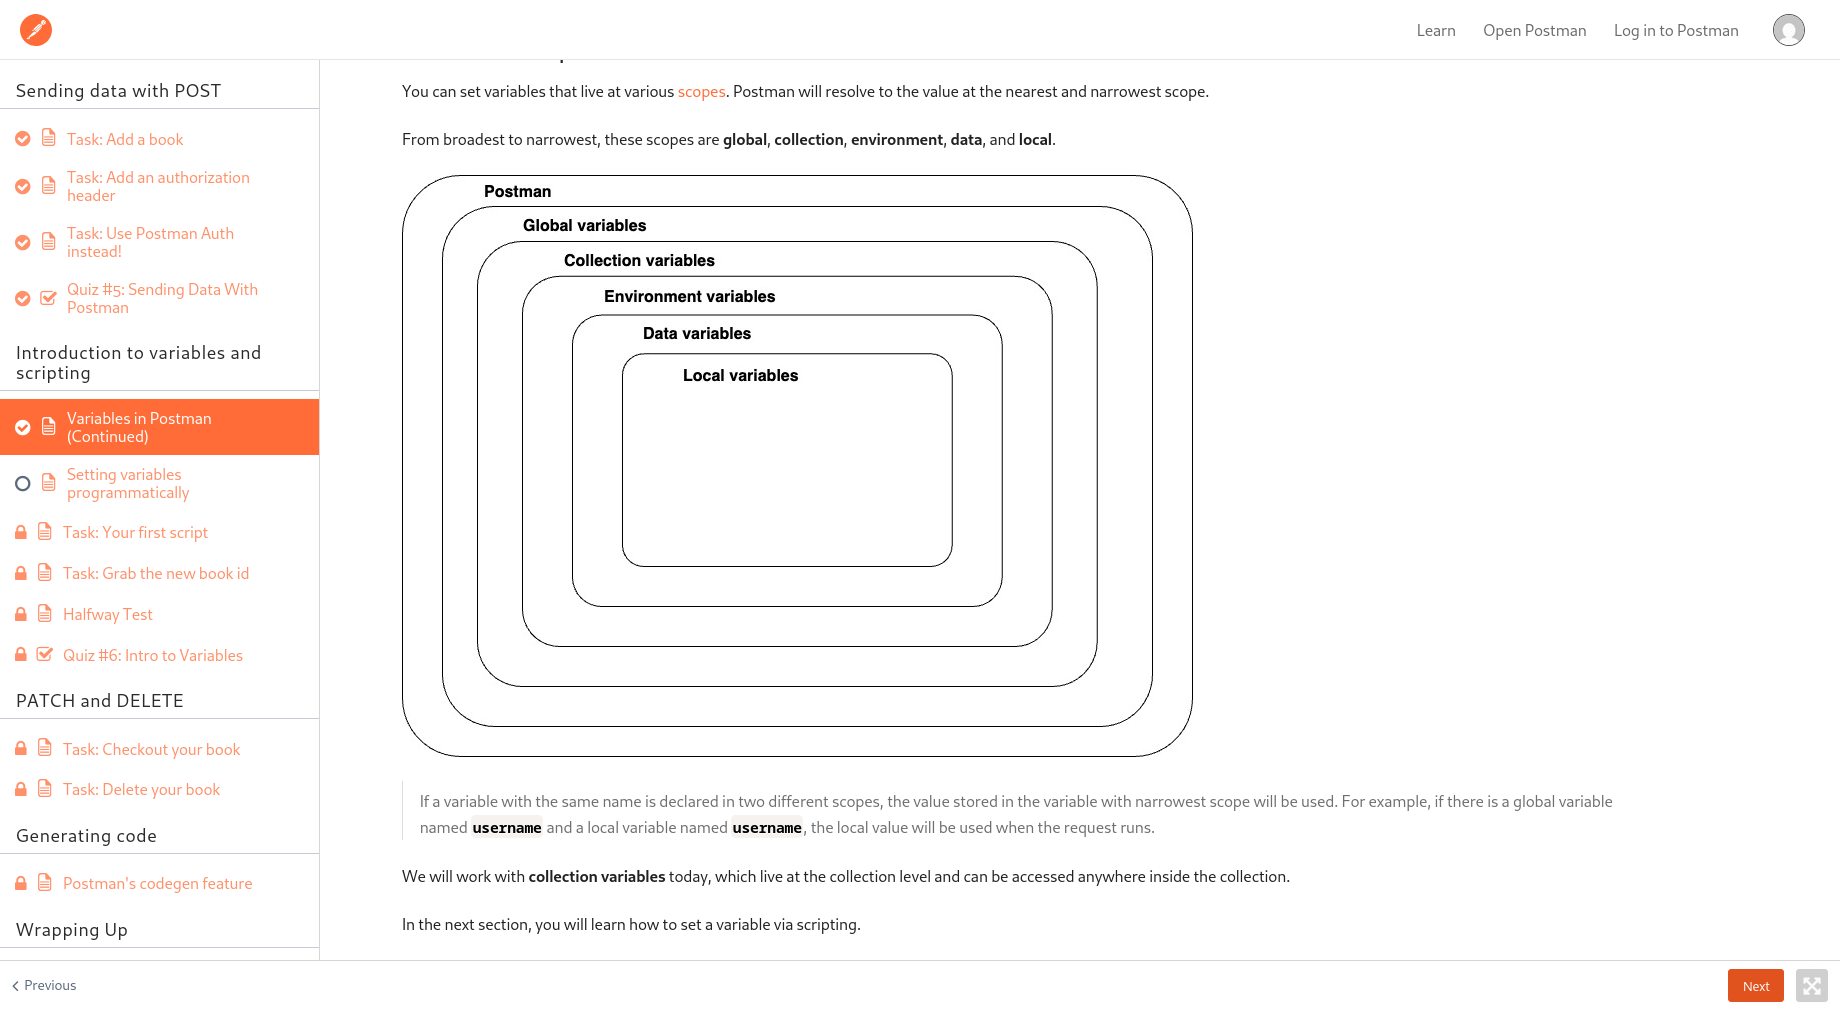 Learn
Open Postman
Log in to Postman
Sending data with POST
Task: Add a book
Task: Add an authorization
header
Task: Use Postman Auth
instead!
Quiz #5: Sending Data With
Postman
Introduction to variables and
scripting
Variables in Postman
(Continued)
Setting variables
programmatically
Task: Your first script
Task: Grab the new book id
Halfway Test
Quiz #6: Intro to Variables
PATCH and DELETE
Task: Checkout your book
Task: Delete your book
Generating code
Postman's codegen feature
Wrapping Up
You can set variables that live at various scopes. Postman will resolve to the value at the nearest and narrowest scope.
From broadest to narrowest, these scopes are global, collection, environment, data, and local.
Postman
Global variables
Collection variables
Environment variables
Data variables
Local variables
If a variable with the same name is declared in two different scopes, the value stored in the variable with narrowest scope will be used. For example, if there is a global variable
named username and a local variable named username, the local value will be used when the request runs.
We will work with collection variables today, which live at the collection level and can be accessed anywhere inside the collection.
In the next section, you will learn how to set a variable via scripting.
Previous
Next